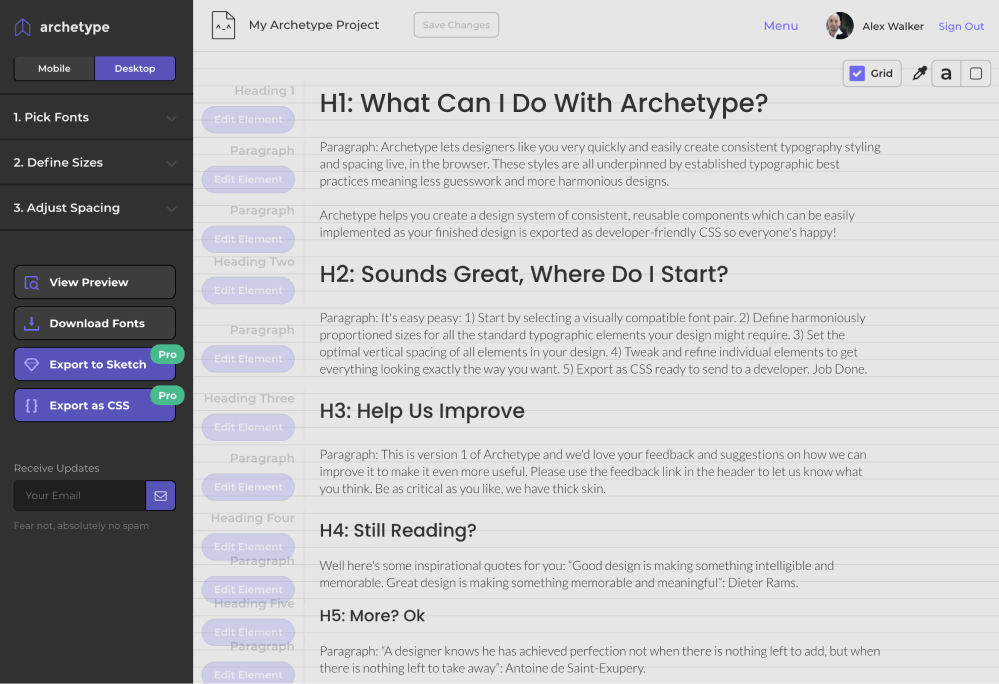 archetype
Mobile
Desktop
1. Pick Fonts
2. Define Sizes
3. Adjust Spacing
View Preview
Download Fonts
Export to Sketch
Pro
Export as CSS
Pro
Receive Updates
Your Email
Fear not, absolutely no spam
My Archetype Project
Save Changes
Menu
Alex Walker
Sign Out
Grid
a
Heading 1
Edit Element
H1: What Can I Do With Archetype?
Paragraph
Edit Element
Paragraph: Archetype lets designers like you very quickly and easily create consistent typography styling
and spacing live, in the browser. These styles are all underpinned by established typographic best
practices meaning less guesswork and more harmonious designs.
Paragraph
Edit Element
Archetype helps you create a design system of consistent, reusable components which can be easily
implemented as your finished design is exported as developer-friendly CSS so everyone's happy!
Heading Two
Edit Element
H2: Sounds Great, Where Do I Start?
Paragraph
Edit Element
Paragraph: It's easy peasy: 1) Start by selecting a visually compatible font pair. 2) Define harmoniously
proportioned sizes for all the standard typographic elements your design might require. 3) Set the
optimal vertical spacing of all elements in your design. 4) Tweak and refine individual elements to get
everything looking exactly the way you want. 5) Export as CSS ready to send to a developer. Job Done.
Heading Three
Edit Element
H3: Help Us Improve
Paragraph
Edit Element
Paragraph: This is version 1 of Archetype and we'd love your feedback and suggestions on how we can
improve it to make it even more useful. Please use the feedback link in the header to let us know what
you think. Be as critical as you like, we have thick skin.
Heading Four
Edit Element
H4: Still Reading?
Paragraph
Edit Element
Well here's some inspirational quotes for you: “Good design is making something intelligible and
memorable. Great design is making something memorable and meaningful”: Dieter Rams.
Heading Five
Edit Element
H5: More? Ok
Paragraph
Edit Element
Paragraph: “A designer knows he has achieved perfection not when there is nothing left to add, but when
there is nothing left to take away”: Antoine de Saint-Exupery.